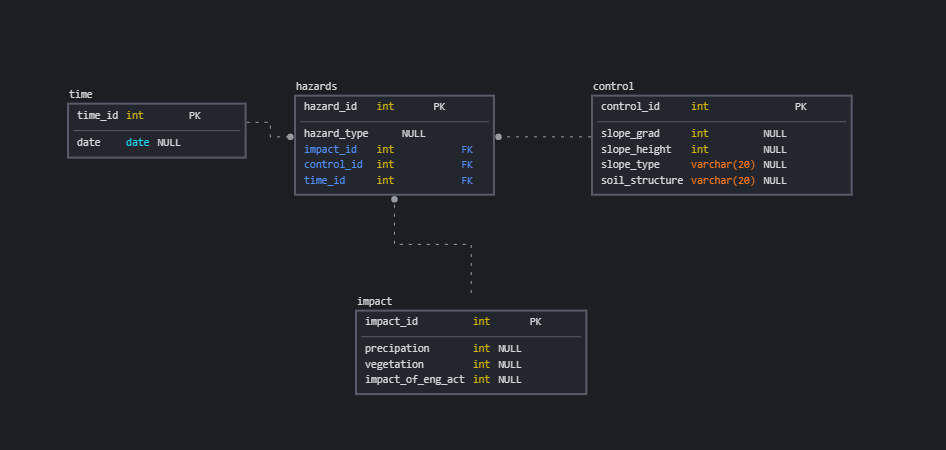 time
time_id int PK
date date NULL
hazards
hazard_id int PK
hazard_type NULL
impact_id int FK
control_id int FK
time_id int FK
control
control_id int PK
slope_grad int NULL
slope_height int NULL
slope_type varchar(20) NULL
soil_structure varchar(20) NULL
impact
impact_id int PK
precipation int NULL
vegetation int NULL
impact_of_eng_act int NULL